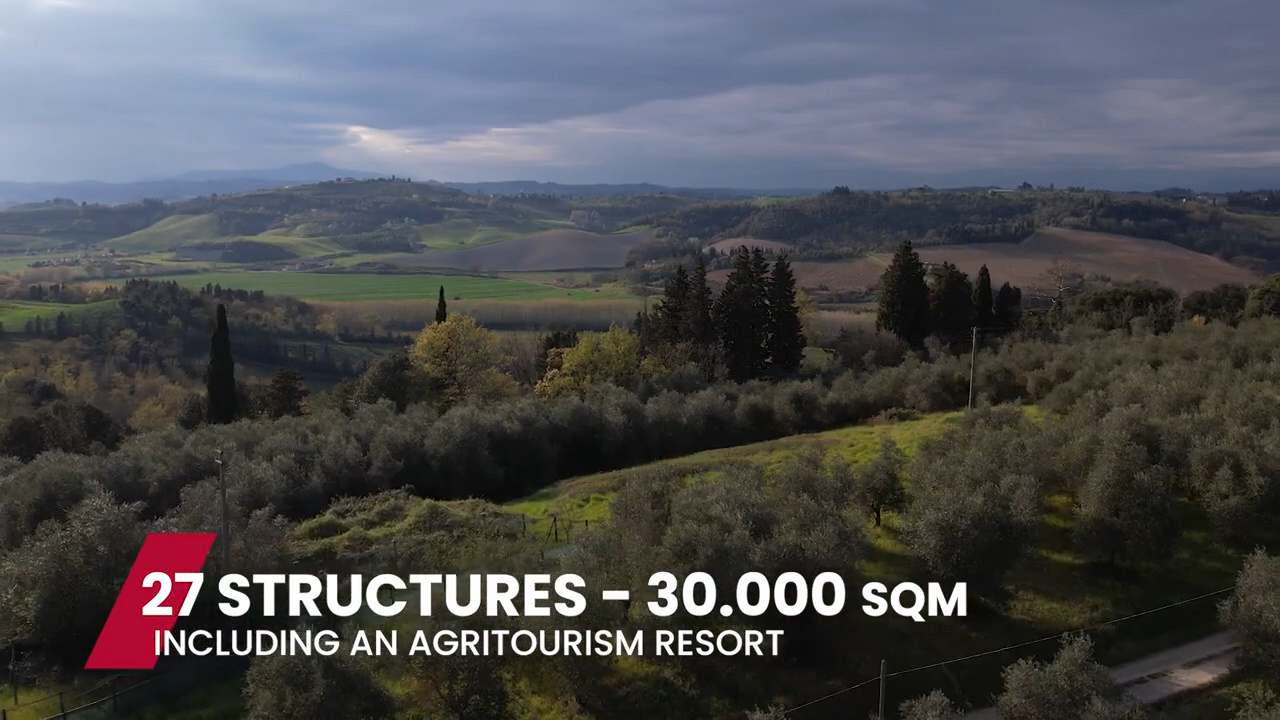 27 STRUCTURES - 30.000 SQM
INCLUDING AN AGRITOURISM RESORT